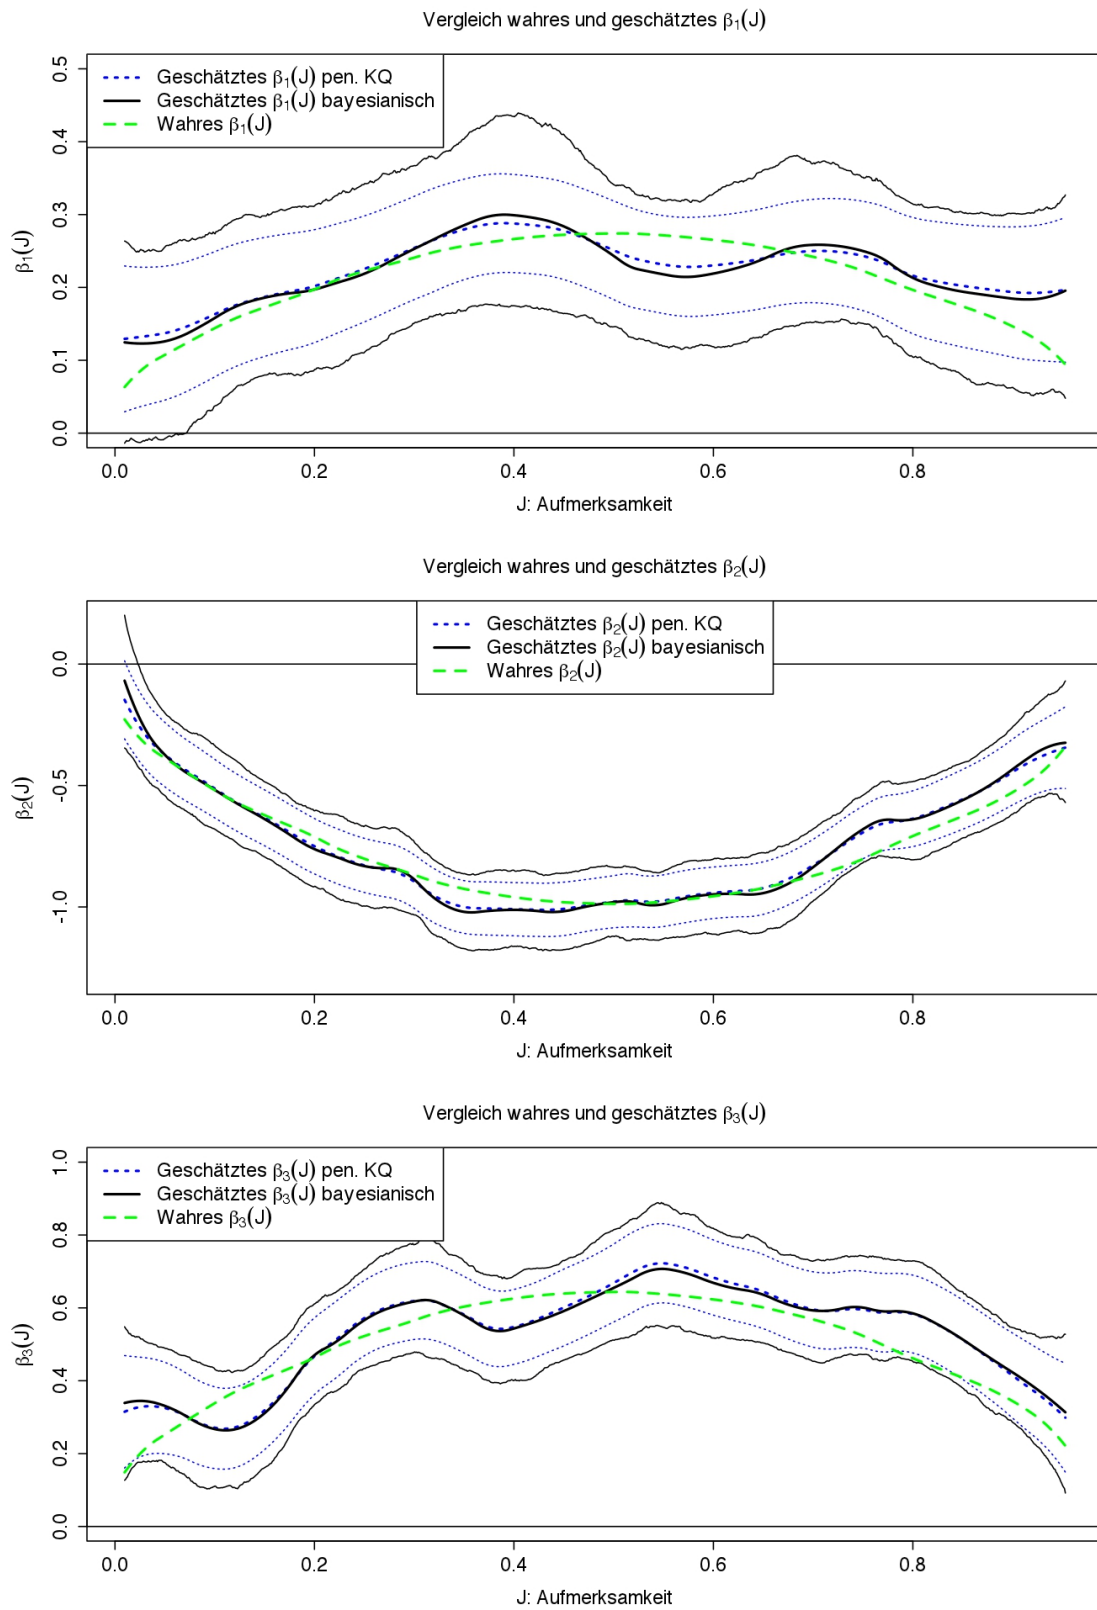 Vergleich wahres und geschätztes β1(J)
Geschätztes β1(J) pen. KQ
Geschätztes β1(J) bayesianisch
Wahres β1(J)
β1(J)
0.5
0.4
0.3
0.2
0.1
0.0
0.0 0.2 0.4 0.6 0.8
J: Aufmerksamkeit
Vergleich wahres und geschätztes β2(J)
Geschätztes β2(J) pen. KQ
Geschätztes β2(J) bayesianisch
Wahres β2(J)
β2(J)
0.0
-0.5
-1.0
0.0 0.2 0.4 0.6 0.8
J: Aufmerksamkeit
Vergleich wahres und geschätztes β3(J)
Geschätztes β3(J) pen. KQ
Geschätztes β3(J) bayesianisch
Wahres β3(J)
β3(J)
1.0
0.8
0.6
0.4
0.2
0.0
0.0 0.2 0.4 0.6 0.8
J: Aufmerksamkeit